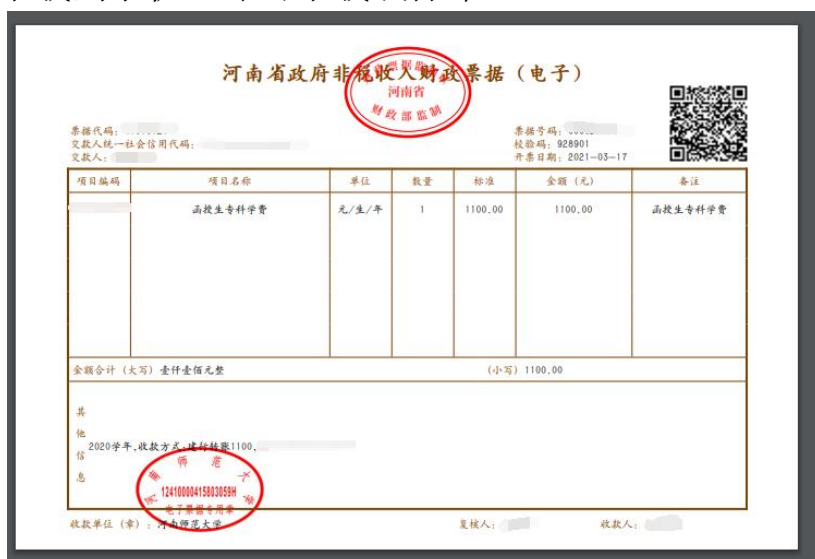 河南省政府非税收入财政票据（电子）
河南省
财政部监制
票据代码：
票据号码：
交款人统一社会信用代码：
校验码：928901
交款人：
开票日期：2021-03-17
项目编码 项目名称 单位 数量 标准 金额（元） 备注
函授生专科学费 元/生/年 1 1100.00 1100.00 函授生专科学费
金额合计（大写）壹仟壹佰元整 （小写）1100.00
其他信息
2020学年,收款方式:建行转账1100,
河南师范大学
12410000415803059H
电子票据专用章
收款单位（章）：河南师范大学 复核人： 收款人：